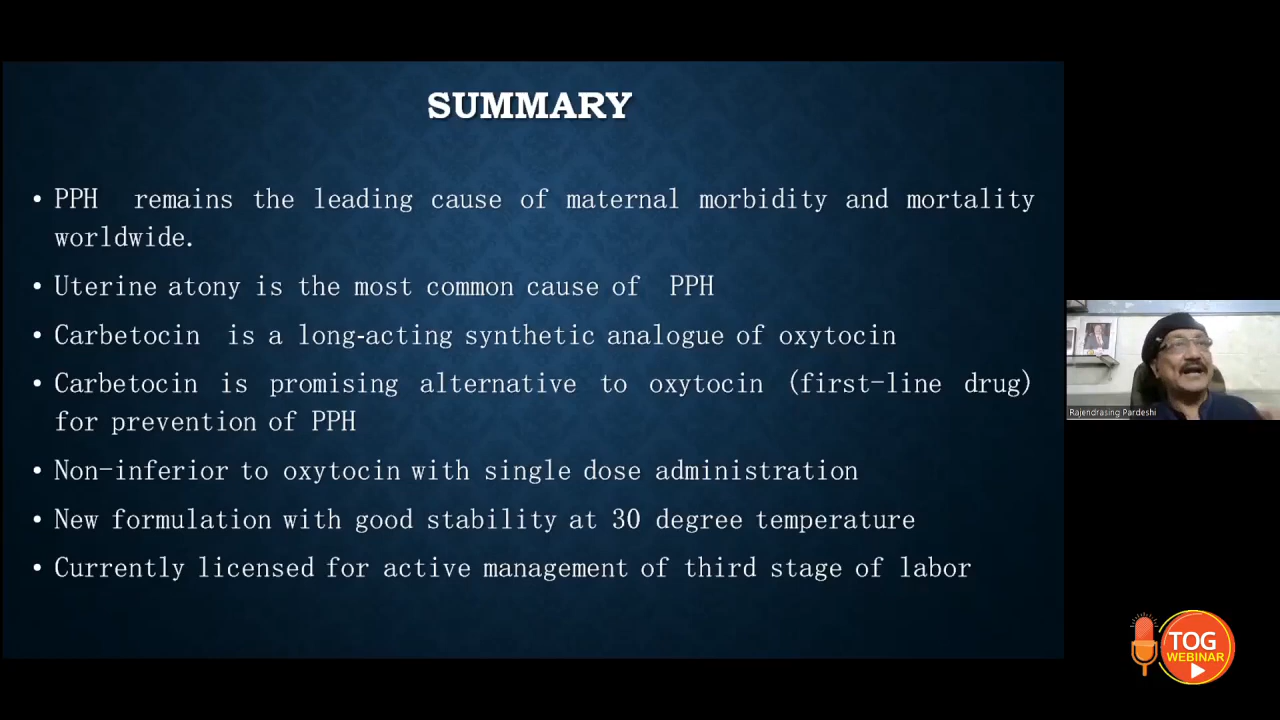 SUMMARY
• PPH remains the leading cause of maternal morbidity and mortality
worldwide.
• Uterine atony is the most common cause of PPH
• Carbetocin is a long-acting synthetic analogue of oxytocin
• Carbetocin is promising alternative to oxytocin (first-line drug)
for prevention of PPH
• Non-inferior to oxytocin with single dose administration
• New formulation with good stability at 30 degree temperature
• Currently licensed for active management of third stage of labor
Rajendrasing Pardeshi
TOG
WEBINAR